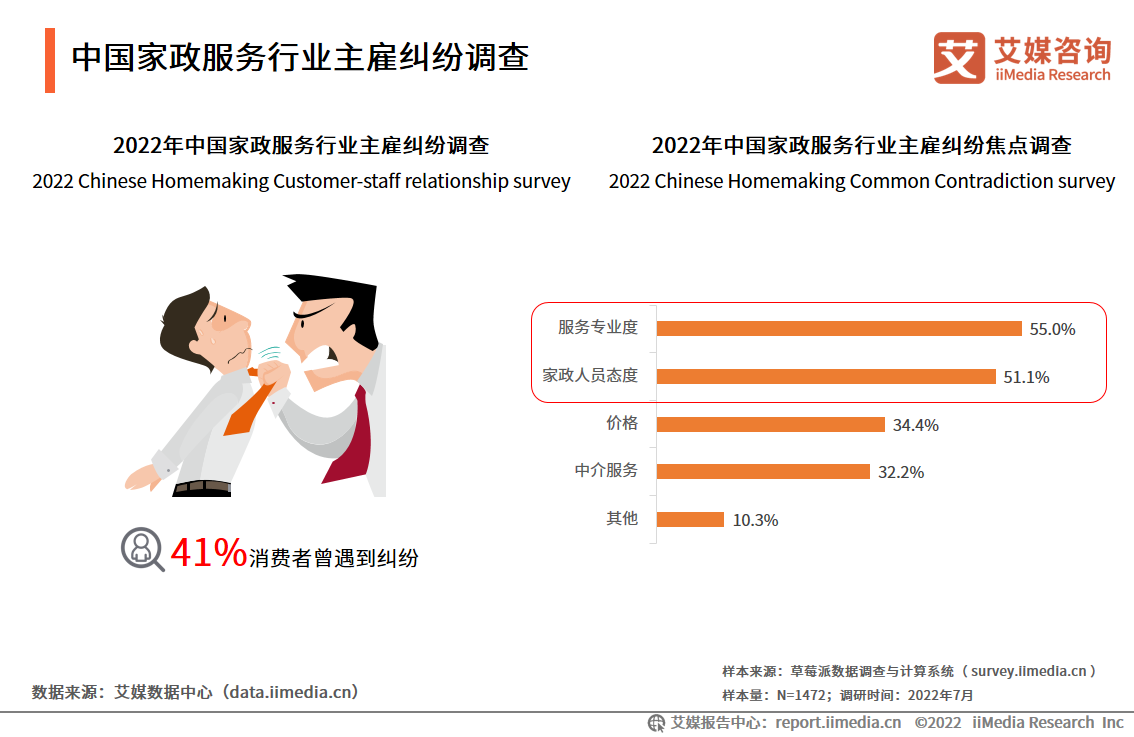 中国家政服务行业主雇纠纷调查
艾媒咨询
iiMedia Research
2022年中国家政服务行业主雇纠纷调查
2022 Chinese Homemaking Customer-staff relationship survey
2022年中国家政服务行业主雇纠纷焦点调查
2022 Chinese Homemaking Common Contradiction survey
服务专业度 55.0%
家政人员态度 51.1%
价格 34.4%
中介服务 32.2%
其他 10.3%
41%消费者曾遇到纠纷
样本来源：草莓派数据调查与计算系统（survey.iimedia.cn）
数据来源：艾媒数据中心（data.iimedia.cn）
样本量：N=1472；调研时间：2022年7月
艾媒报告中心：report.iimedia.cn ©2022 iiMedia Research Inc